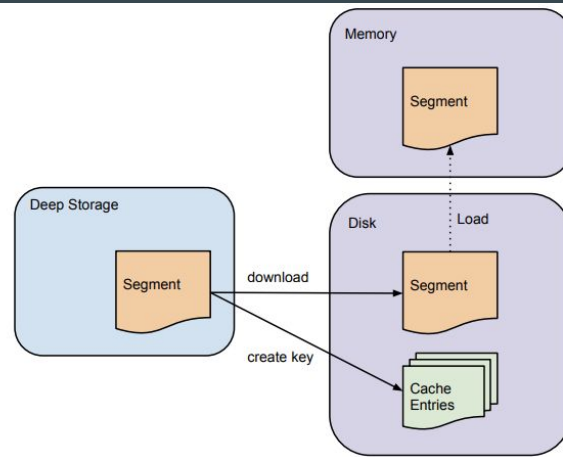 Memory
Segment
Deep Storage
Disk
Load
Segment
download
Segment
create key
Cache
Entries